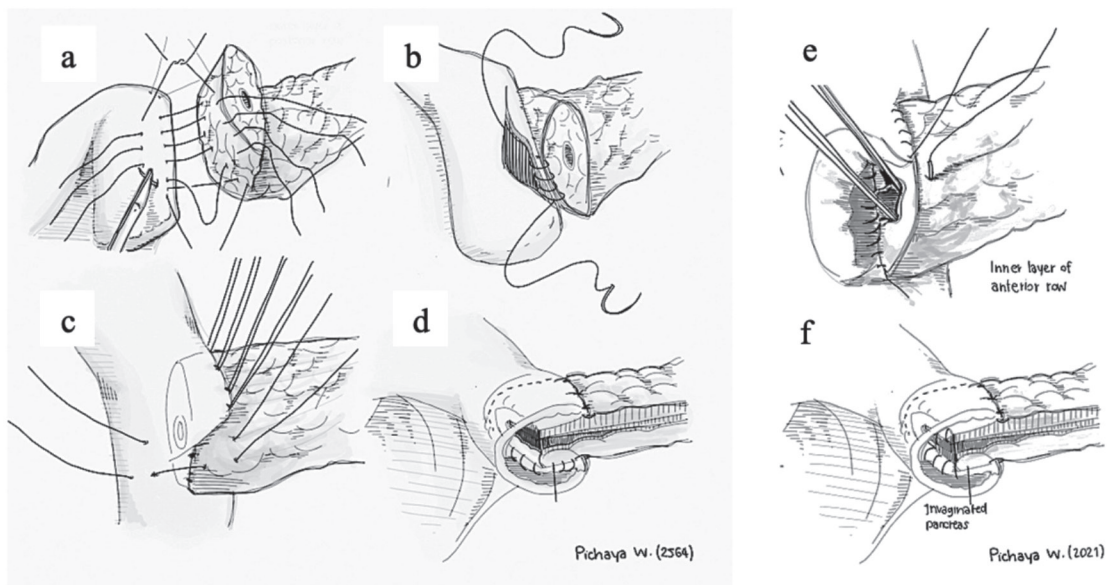 a
b
c
d
Pichaya W. (2564)
e
Inner layer of
anterior row
f
Invaginated
pancreas
Pichaya W. (2021)